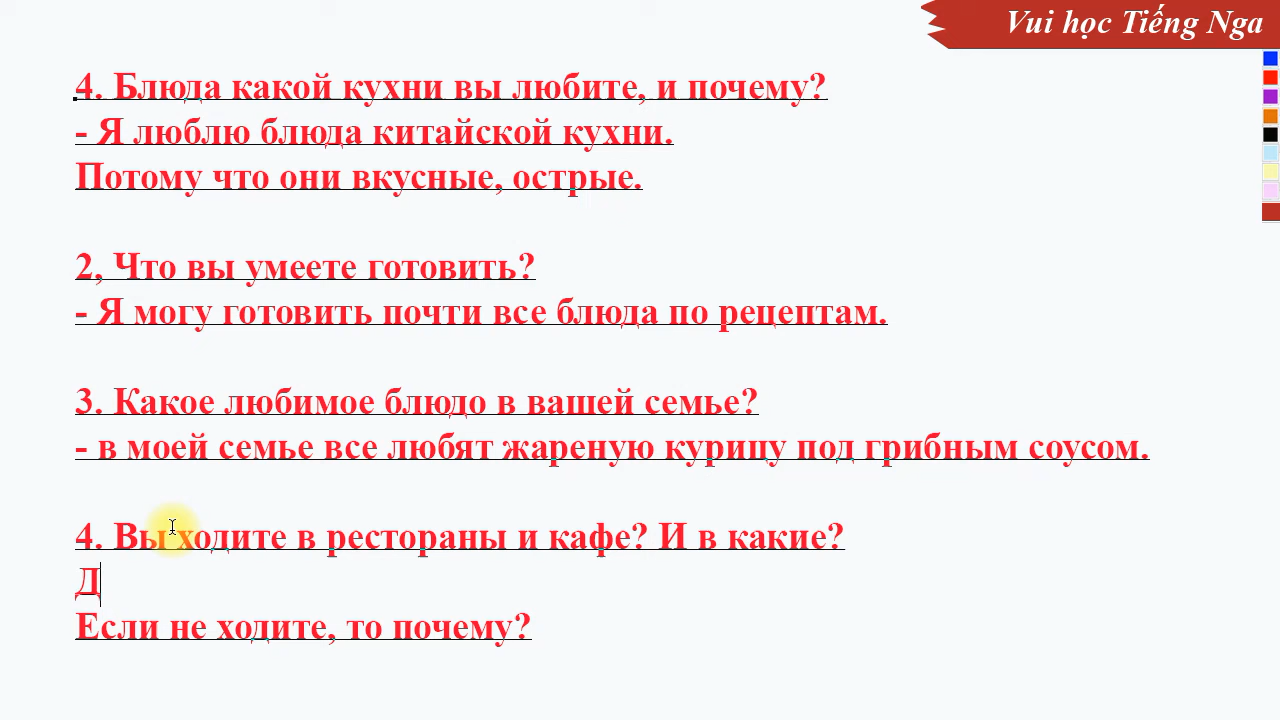 Vui học Tiếng Nga
4. Блюда какой кухни вы любите, и почему?
- Я люблю блюда китайской кухни.
Потому что они вкусные, острые.
2, Что вы умеете готовить?
- Я могу готовить почти все блюда по рецептам.
3. Какое любимое блюдо в вашей семье?
- в моей семье все любят жареную курицу под грибным соусом.
4. Вы ходите в рестораны и кафе? И в какие?
Д
Если не ходите, то почему?